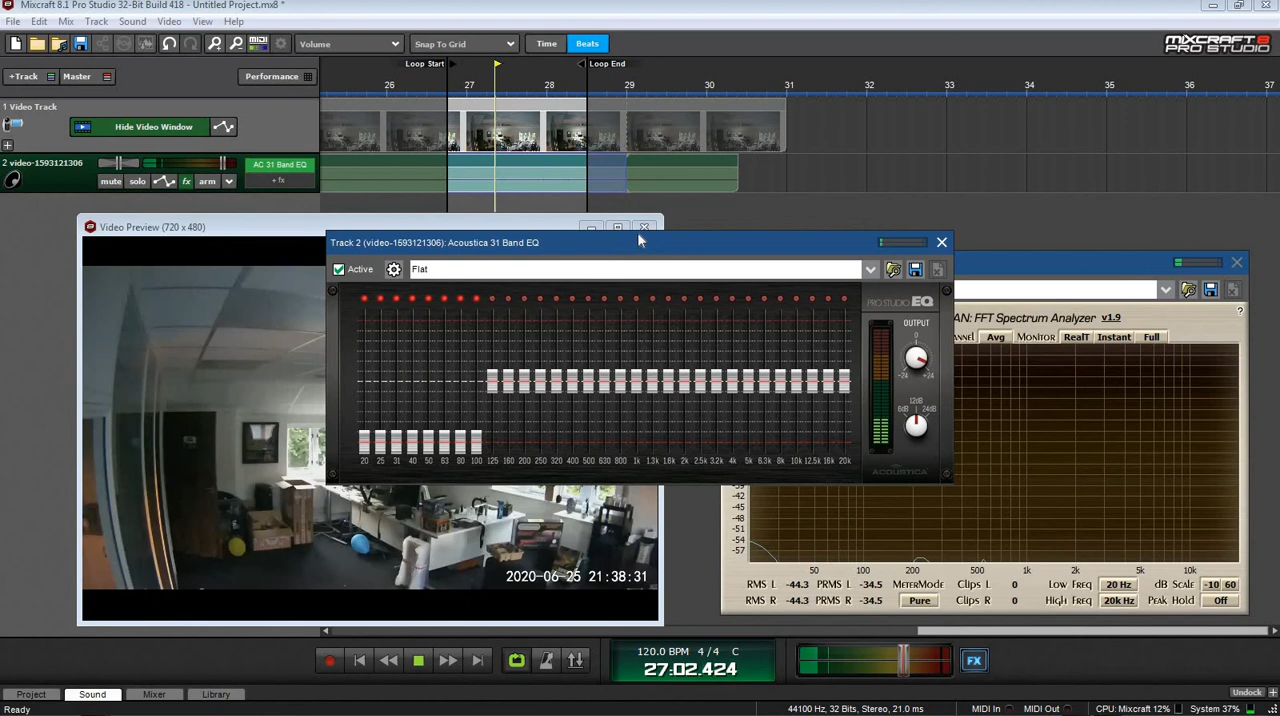 Mixcraft 8.1 Pro Studio 32-Bit Build 418 - Untitled Project.mx8 *
File Edit Mix Track Sound Video View Help
Volume Snap To Grid Time Beats MIXCRAFT 8
PRO STUDIO
Loop Start Loop End
+Track Master Performance
26 27 28 29 30 31 32 33 34 35 36 37
1 Video Track
Hide Video Window
2 video-1593121306 AC 31 Band EQ
mute solo fx arm + fx
Video Preview (720 x 480)
Track 2 (video-1593121306): Acoustica 31 Band EQ
Active Flat
PRO STUDIO EQ
OUTPUT
0
-24 +24
12dB
6dB 24dB
20 25 31 40 50 63 80 100 125 160 200 250 320 400 500 630 800 1k 1.3k 1.6k 2k 2.5k 3.2k 4k 5k 6.3k 8k 10k 12.5k 16k 20k
ACOUSTICA
AN: FFT Spectrum Analyzer v1.9 ?
Avg Monitor RealT Instant Full
-39
-42
-45
-48
-51
-54
-57
50 100 200 500 1k 2k 5k 10k
RMS L -44.3 PRMS L -34.5 MeterMode Clips L 0 Low Freq 20 Hz dB Scale -10 60
RMS R -44.3 PRMS R -34.5 Pure Clips R 0 High Freq 20k Hz Peak Hold Off
2020-06-25 21:38:31
120.0 BPM 4 / 4 C
27:02.424
FX
Project Sound Mixer Library Undock
Ready 44100 Hz, 32 Bits, Stereo, 21.0 ms MIDI In MIDI Out CPU: Mixcraft 12% System 37%